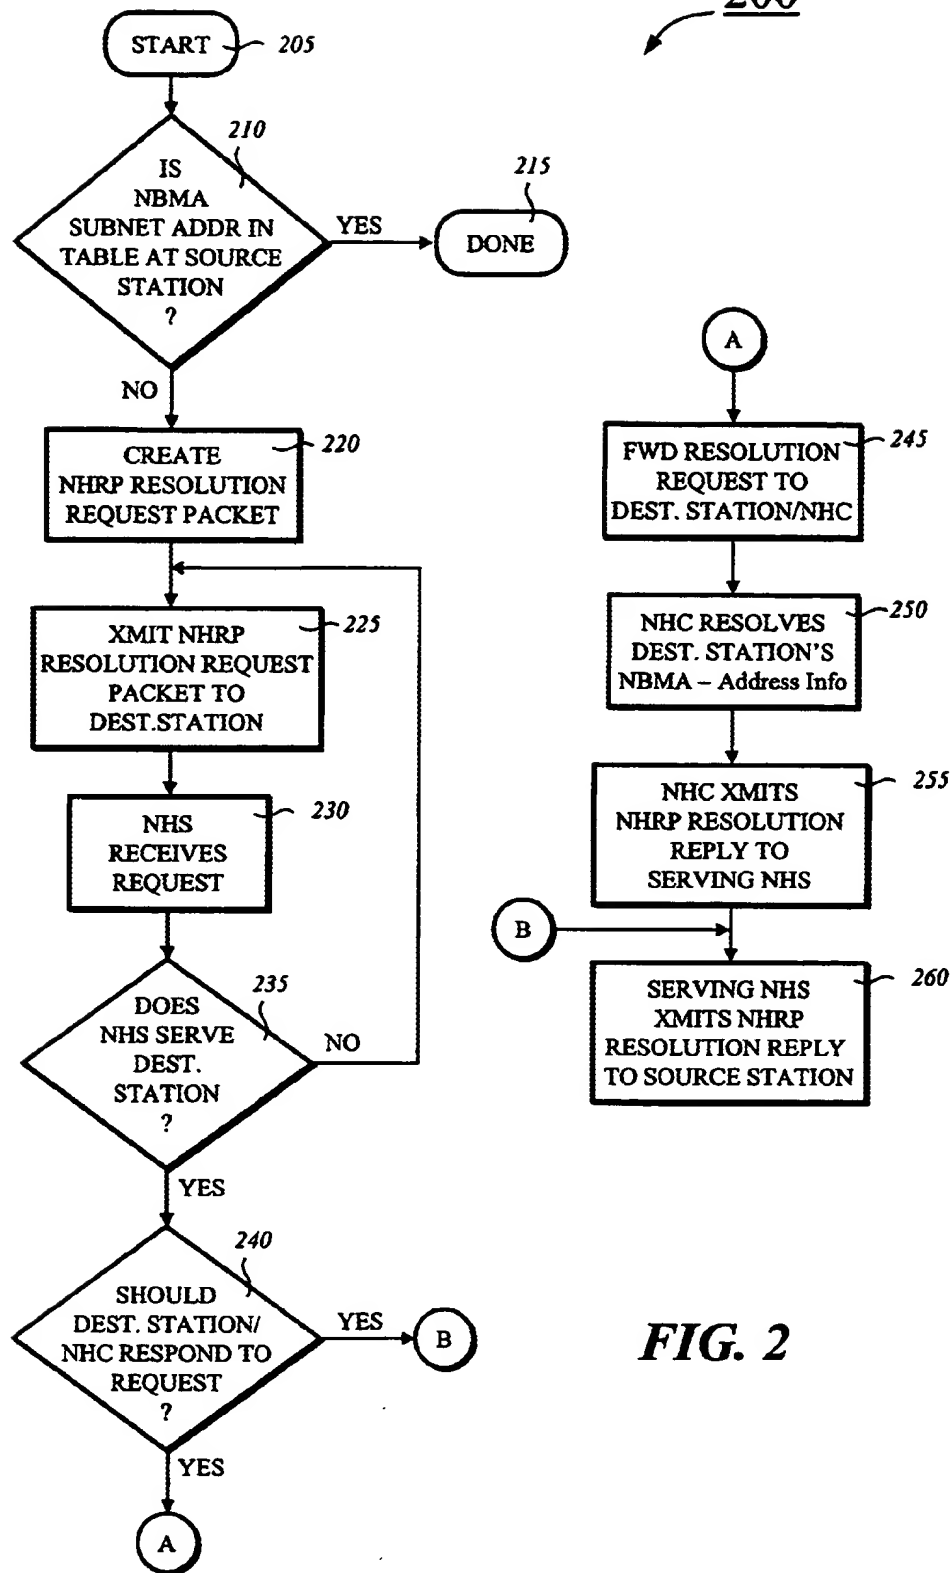 200
START
205
210
IS
NBMA
SUBNET ADDR IN
TABLE AT SOURCE
STATION
?
YES
215
DONE
NO
CREATE
NHRP RESOLUTION
REQUEST PACKET
220
XMIT NHRP
RESOLUTION REQUEST
PACKET TO
DEST.STATION
225
NHS
RECEIVES
REQUEST
230
235
DOES
NHS SERVE
DEST.
STATION
?
NO
YES
240
SHOULD
DEST. STATION/
NHC RESPOND TO
REQUEST
?
YES
B
YES
A
A
FWD RESOLUTION
REQUEST TO
DEST. STATION/NHC
245
NHC RESOLVES
DEST. STATION'S
NBMA – Address Info
250
NHC XMITS
NHRP RESOLUTION
REPLY TO
SERVING NHS
255
B
SERVING NHS
XMITS NHRP
RESOLUTION REPLY
TO SOURCE STATION
260
FIG. 2